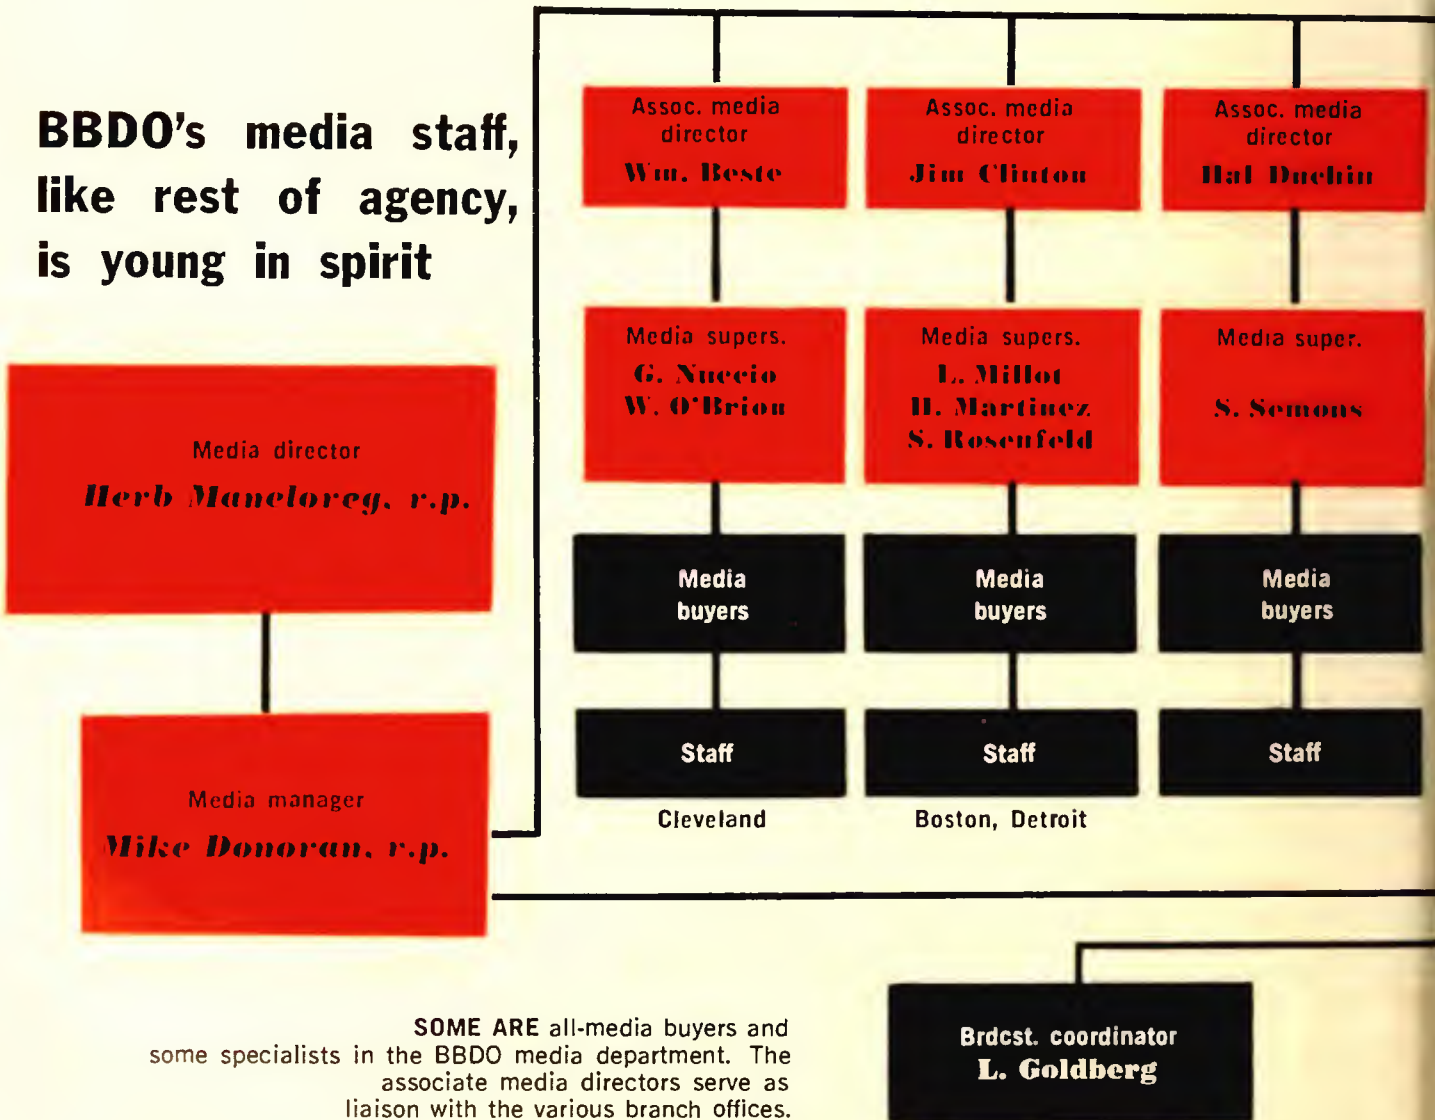 BBDO's media staff,
like rest of agency,
is young in spirit
Media director
Herb Maneloveg, v.p.
Media manager
Mike Donovan, v.p.
Assoc. media
director
Wm. Beste
Media supers.
G. Nuccio
W. O'Brion
Media
buyers
Staff
Cleveland
Assoc. media
director
Jim Clinton
Media supers.
L. Millot
H. Martinez
S. Rosenfeld
Media
buyers
Staff
Boston, Detroit
Assoc. media
director
Hal Duchin
Media super.
S. Semons
Media
buyers
Staff
SOME ARE all-media buyers and
some specialists in the BBDO media department. The
associate media directors serve as
liaison with the various branch offices.
Brdcst. coordinator
L. Goldberg